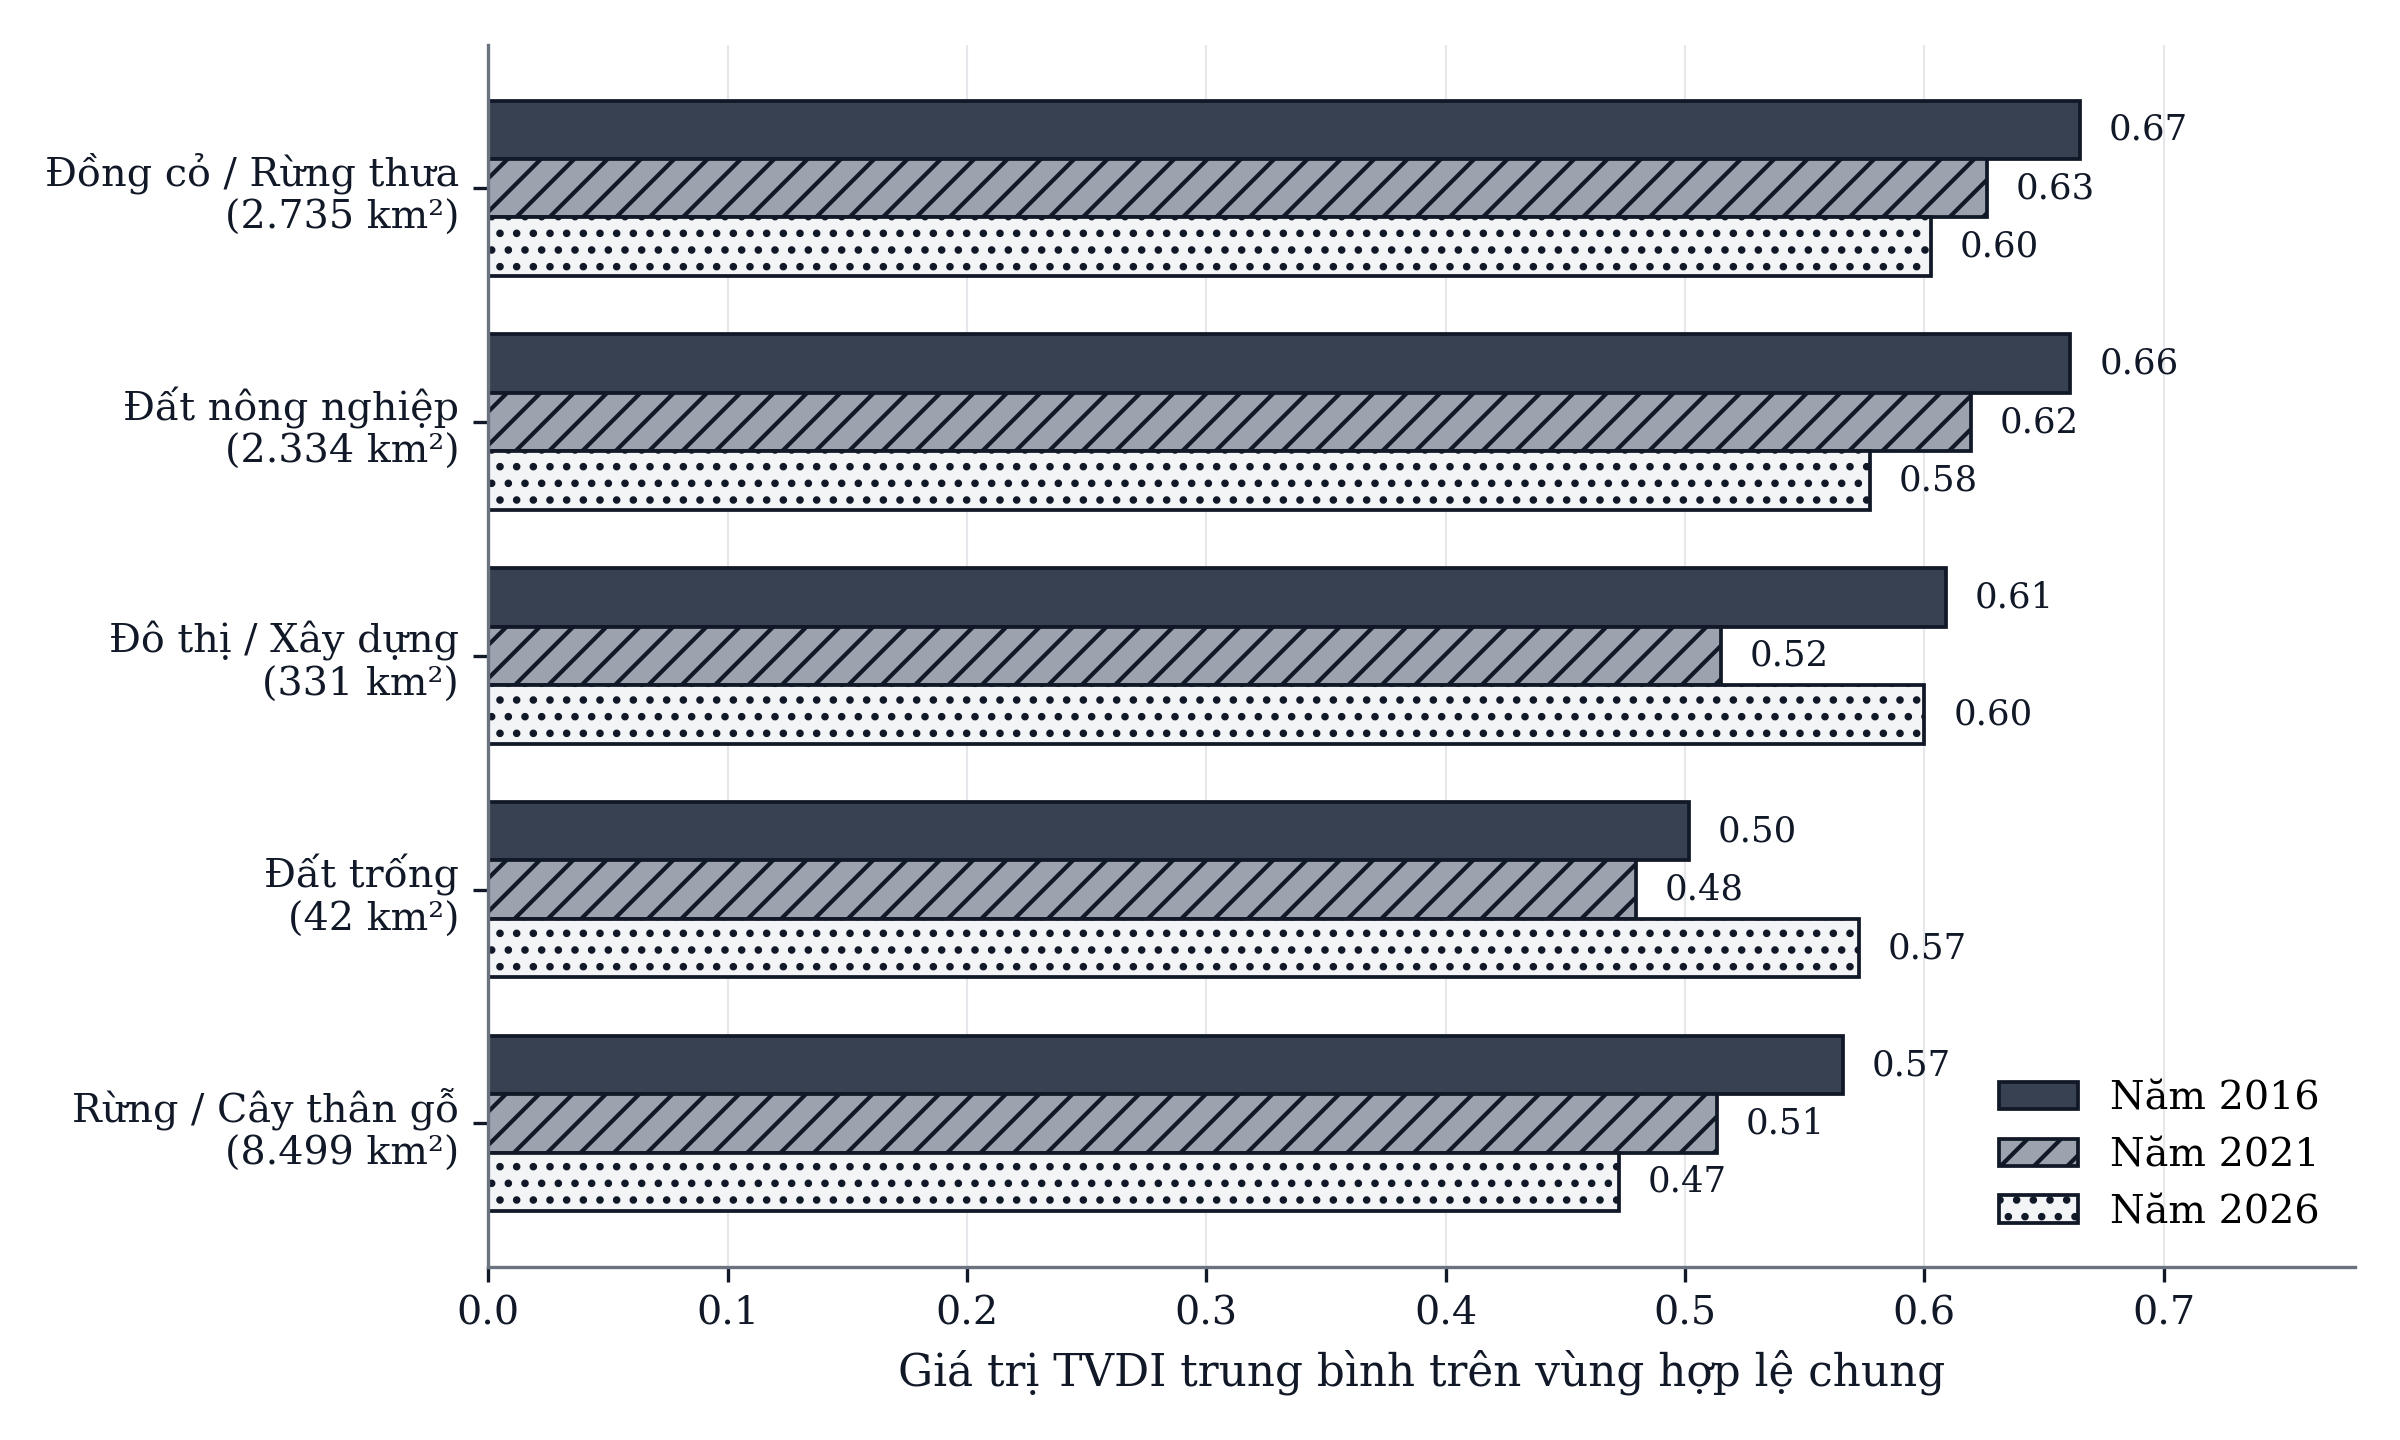 0.67
Đồng cỏ / Rừng thưa
(2.735 km²)
0.63
0.60
0.66
Đất nông nghiệp
(2.334 km²)
0.62
0.58
0.61
Đô thị / Xây dựng
(331 km²)
0.52
0.60
0.50
Đất trống
(42 km²)
0.48
0.57
0.57
Rừng / Cây thân gỗ
(8.499 km²)
0.51
0.47
Năm 2016
Năm 2021
Năm 2026
0.0 0.1 0.2 0.3 0.4 0.5 0.6 0.7
Giá trị TVDI trung bình trên vùng hợp lệ chung